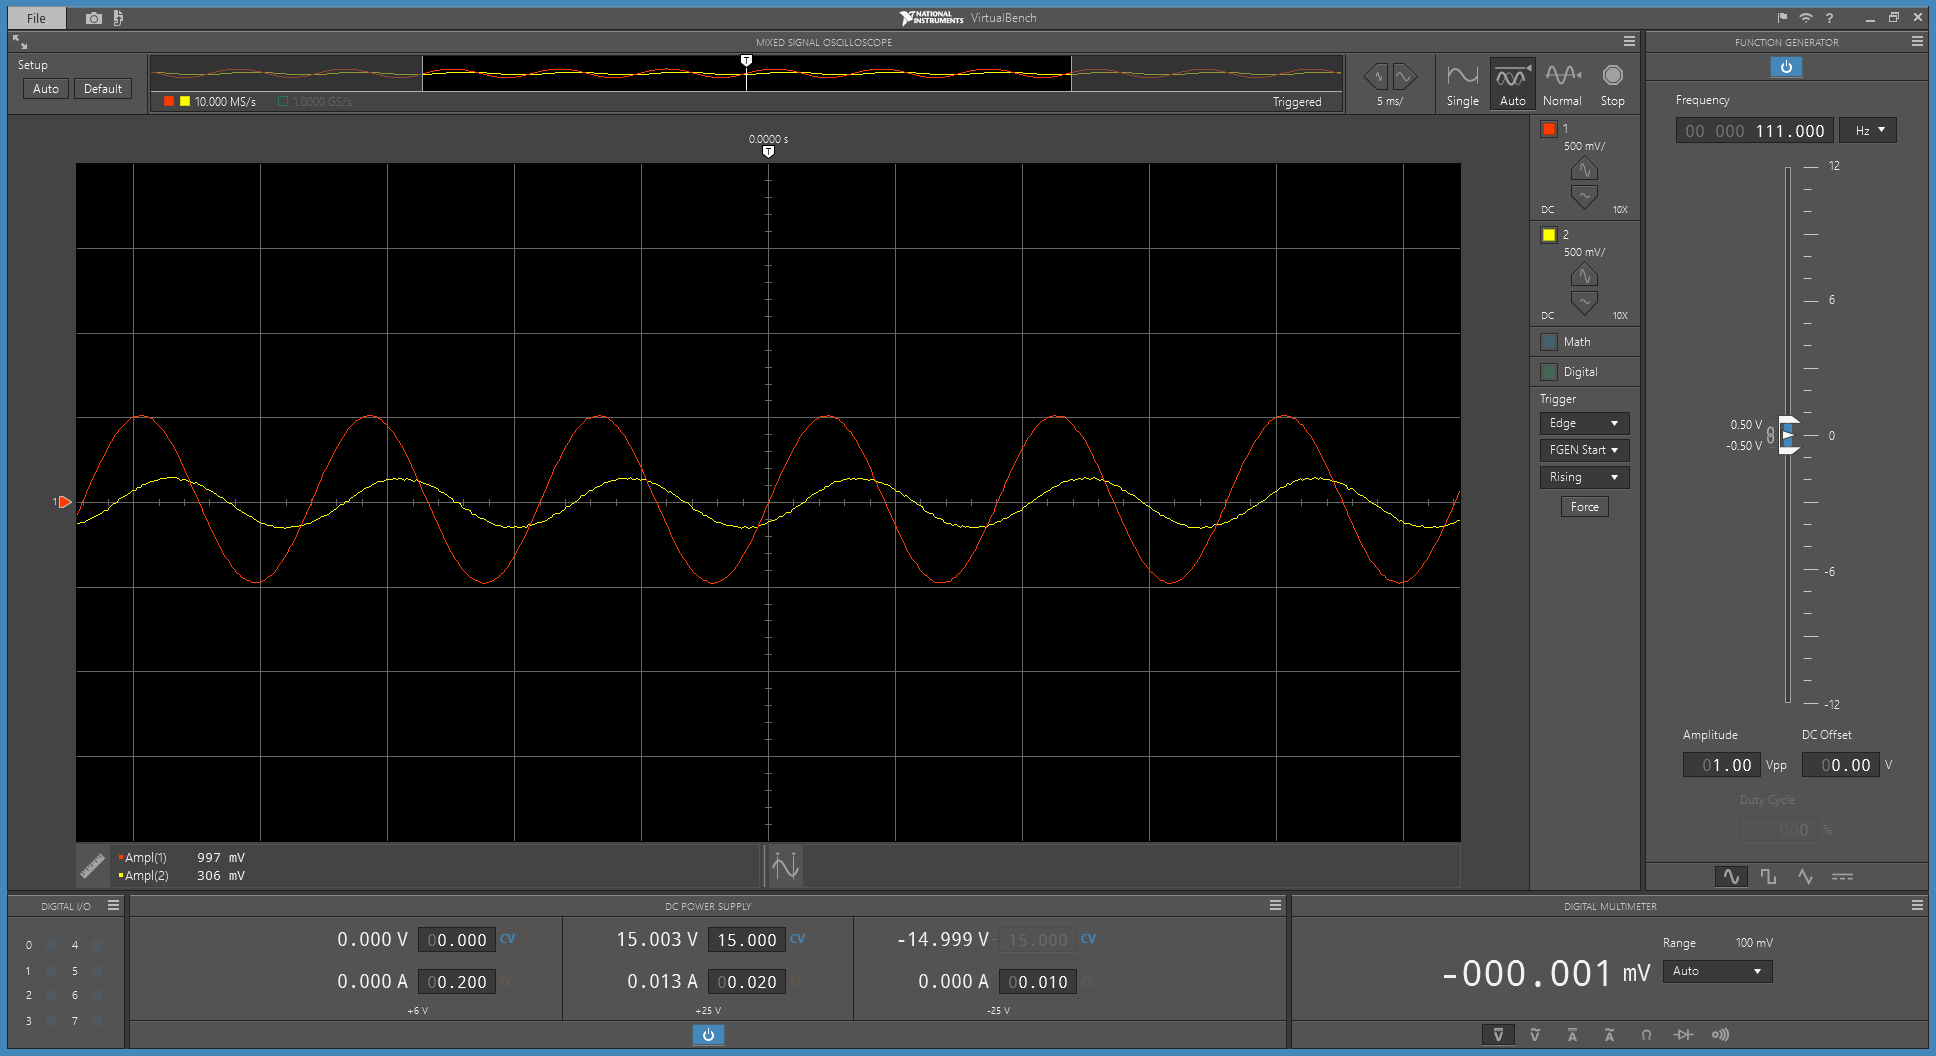 File
NATIONAL INSTRUMENTS VirtualBench
?
MIXED SIGNAL OSCILLOSCOPE
FUNCTION GENERATOR
Setup
Auto
Default
T
10.000 MS/s
1.0000 GS/s
Triggered
5 ms/
Single
Auto
Normal
Stop
0.0000 s
T
1
1
500 mV/
DC
10X
2
500 mV/
DC
10X
Math
Digital
Trigger
Edge
FGEN Start
Rising
Force
Frequency
00 000 111.000
Hz
12
6
0.50 V
0
-0.50 V
-6
-12
Amplitude
DC Offset
01.00 Vpp
00.00 V
Duty Cycle
000 %
Ampl(1) 997 mV
Ampl(2) 306 mV
DIGITAL I/O
0 4
1 5
2 6
3 7
DC POWER SUPPLY
0.000 V 00.000 CV
0.000 A 00.200 CC
+6 V
15.003 V 15.000 CV
0.013 A 00.020 CC
+25 V
-14.999 V - 15.000 CV
0.000 A 00.010 CC
-25 V
DIGITAL MULTIMETER
Range 100 mV
-000.001 mV
Auto
V V A A Ω